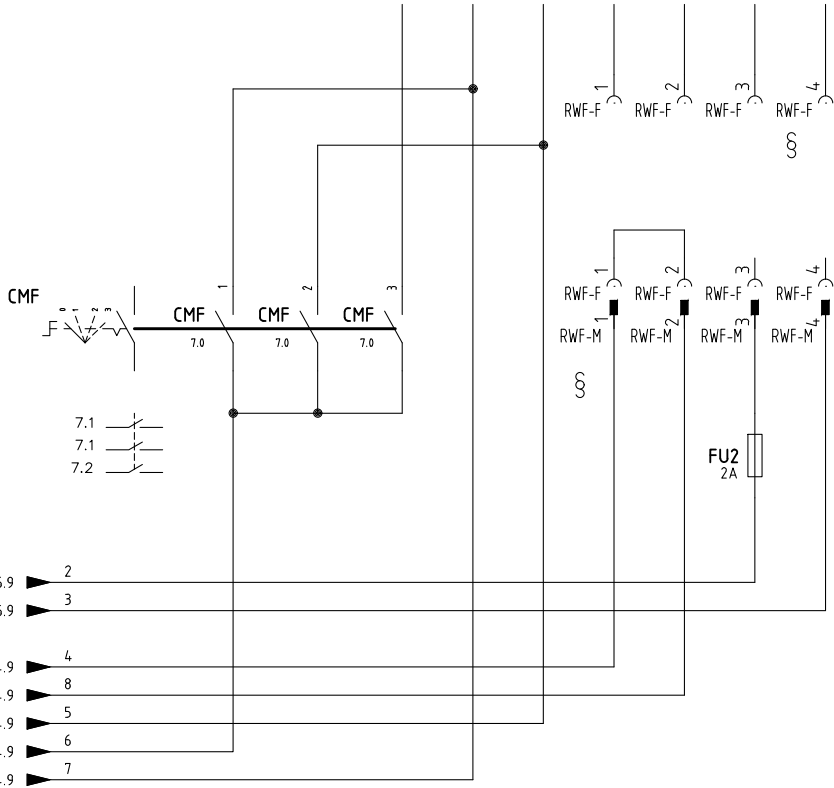 1 2 3 4
RWF-F RWF-F RWF-F RWF-F
§
1 2 3
1 2 3 4
CMF
0 1 2 3
RWF-F RWF-F RWF-F RWF-F
CMF CMF CMF
7.0 7.0 7.0
1 2 3 4
RWF-M RWF-M RWF-M RWF-M
§
7.1
7.1
7.2
FU2
2A
2
3
4
8
5
6
7